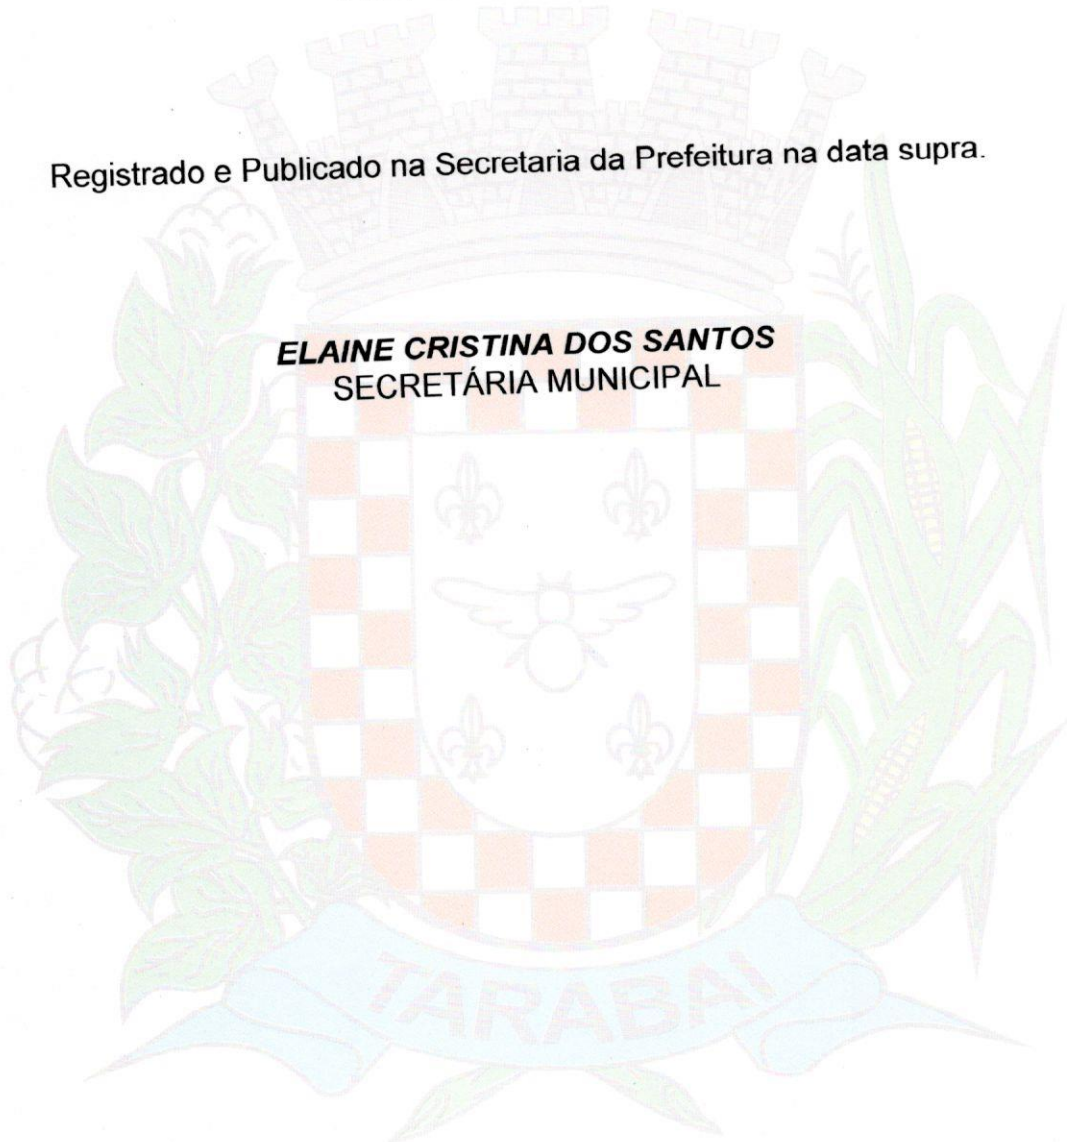 Registrado e Publicado na Secretaria da Prefeitura na data supra.
ELAINE CRISTINA DOS SANTOS
SECRETÁRIA MUNICIPAL
TARABAI